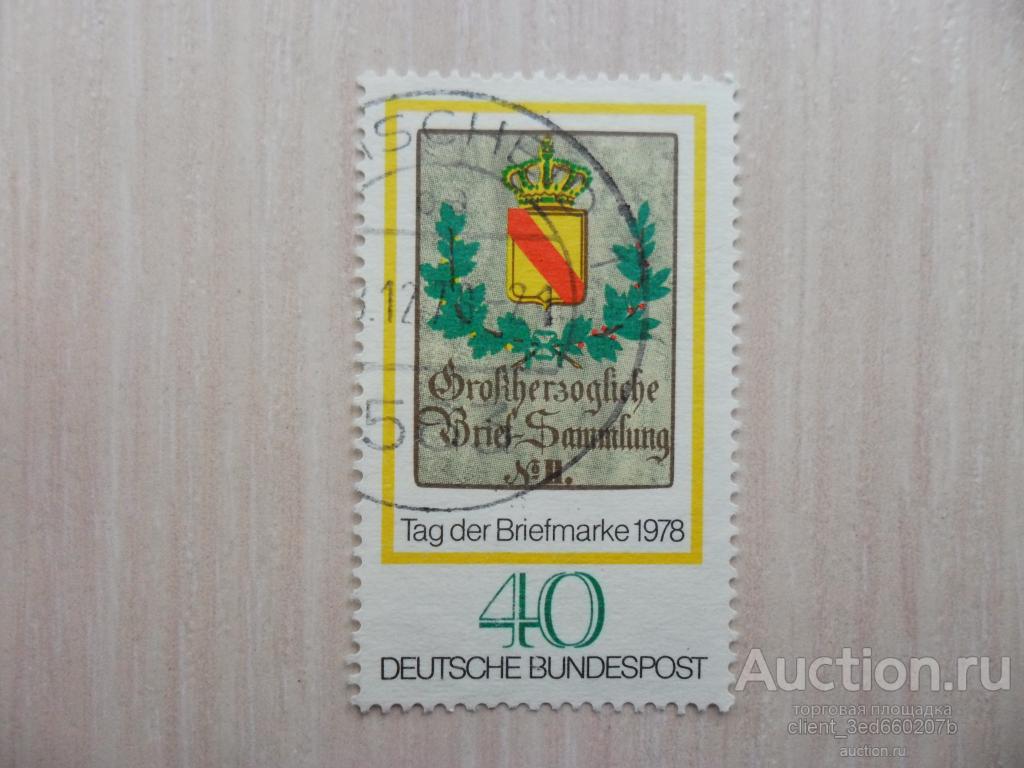 Großherzogliche
Brief-Sammlung
No. II.
Tag der Briefmarke 1978
40
DEUTSCHE BUNDESPOST
Auction.ru
торговая площадка
client_3ed660207b
auction.ru